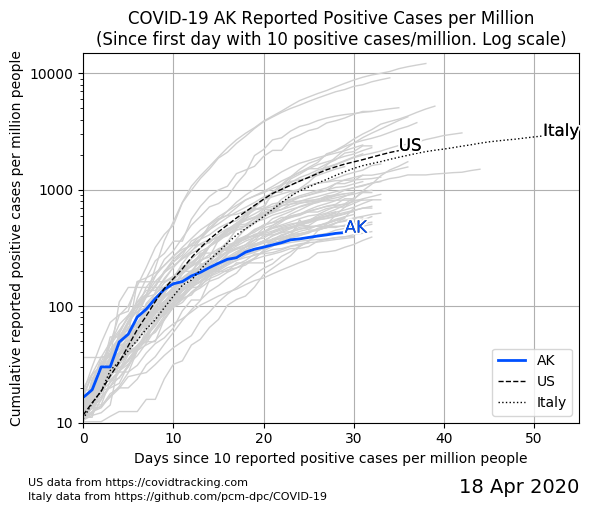 COVID-19 AK Reported Positive Cases per Million
(Since first day with 10 positive cases/million. Log scale)
Cumulative reported positive cases per million people
10000
1000
100
10
US
Italy
AK
AK
US
Italy
0
10
20
30
40
50
Days since 10 reported positive cases per million people
US data from https://covidtracking.com
Italy data from https://github.com/pcm-dpc/COVID-19
18 Apr 2020